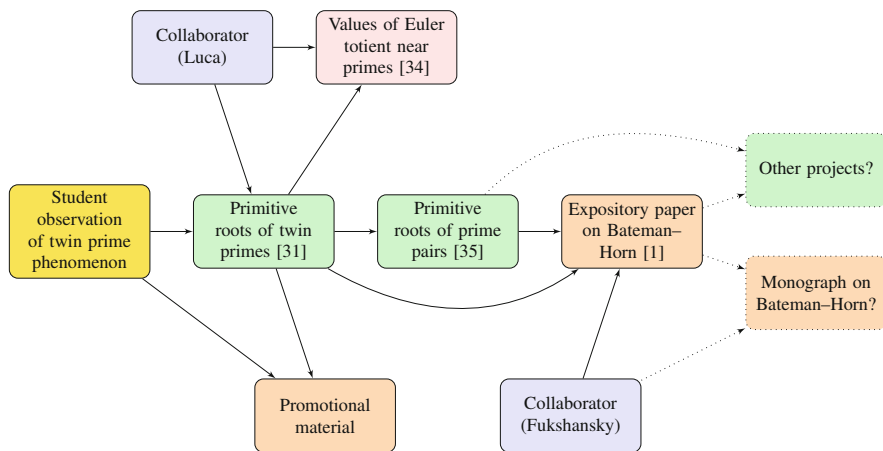 Collaborator
(Luca)
Values of Euler
totient near
primes [34]
Other projects?
Student
observation
of twin prime
phenomenon
Primitive
roots of twin
primes [31]
Primitive
roots of prime
pairs [35]
Expository paper
on Bateman–
Horn [1]
Monograph on
Bateman–Horn?
Promotional
material
Collaborator
(Fukshansky)